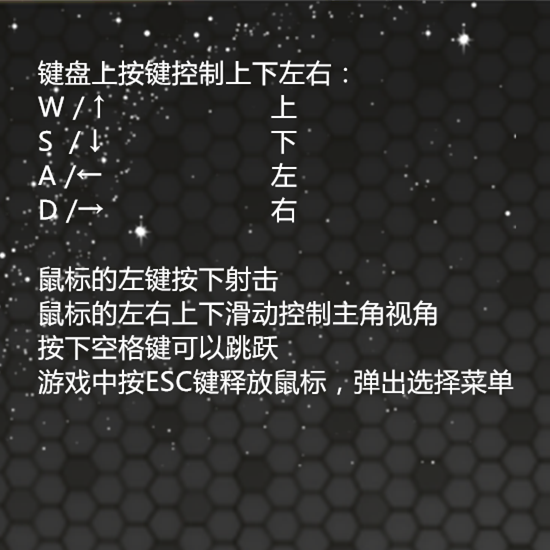 键盘上按键控制上下左右：
W /↑ 上
S /↓ 下
A /← 左
D /→ 右
鼠标的左键按下射击
鼠标的左右上下滑动控制主角视角
按下空格键可以跳跃
游戏中按ESC键释放鼠标，弹出选择菜单